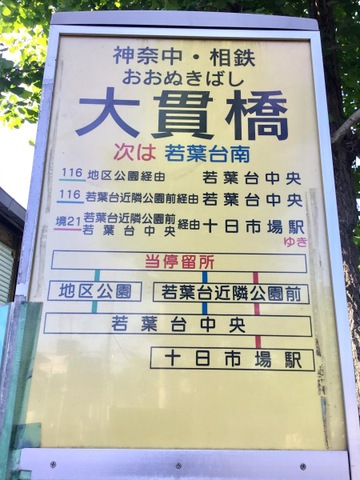 神奈中・相鉄
おおぬきばし
大貫橋
次は 若葉台南
116 地区公園経由 若葉台中央
116 若葉台近隣公園前経由 若葉台中央
境21 若葉台近隣公園前 若葉台中央 経由 十日市場駅
ゆき
当停留所
地区公園 若葉台近隣公園前
若葉台中央
十日市場駅